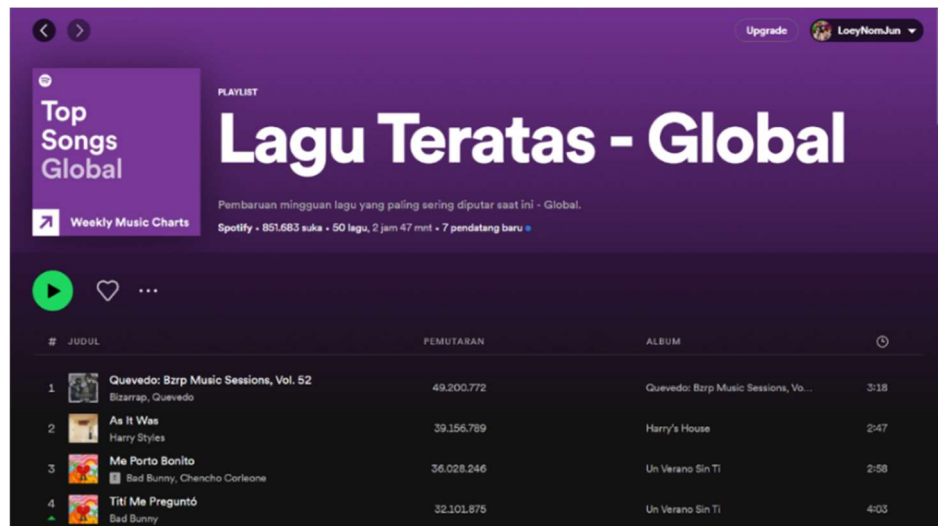 Upgrade
LoeyNomJun
Top
Songs
Global
Weekly Music Charts
PLAYLIST
Lagu Teratas - Global
Pembaruan mingguan lagu yang paling sering diputar saat ini - Global.
Spotify • 851.683 suka • 50 lagu, 2 jam 47 mnt • 7 pendatang baru
# JUDUL PEMUTARAN ALBUM
1 Quevedo: Bzrp Music Sessions, Vol. 52 49.200.772 Quevedo: Bzrp Music Sessions, Vo... 3:18
Bizarrap, Quevedo
2 As It Was 39.156.789 Harry's House 2:47
Harry Styles
3 Me Porto Bonito 36.028.246 Un Verano Sin Ti 2:58
E Bad Bunny, Chencho Corleone
4 Tití Me Preguntó 32.101.875 Un Verano Sin Ti 4:03
Bad Bunny